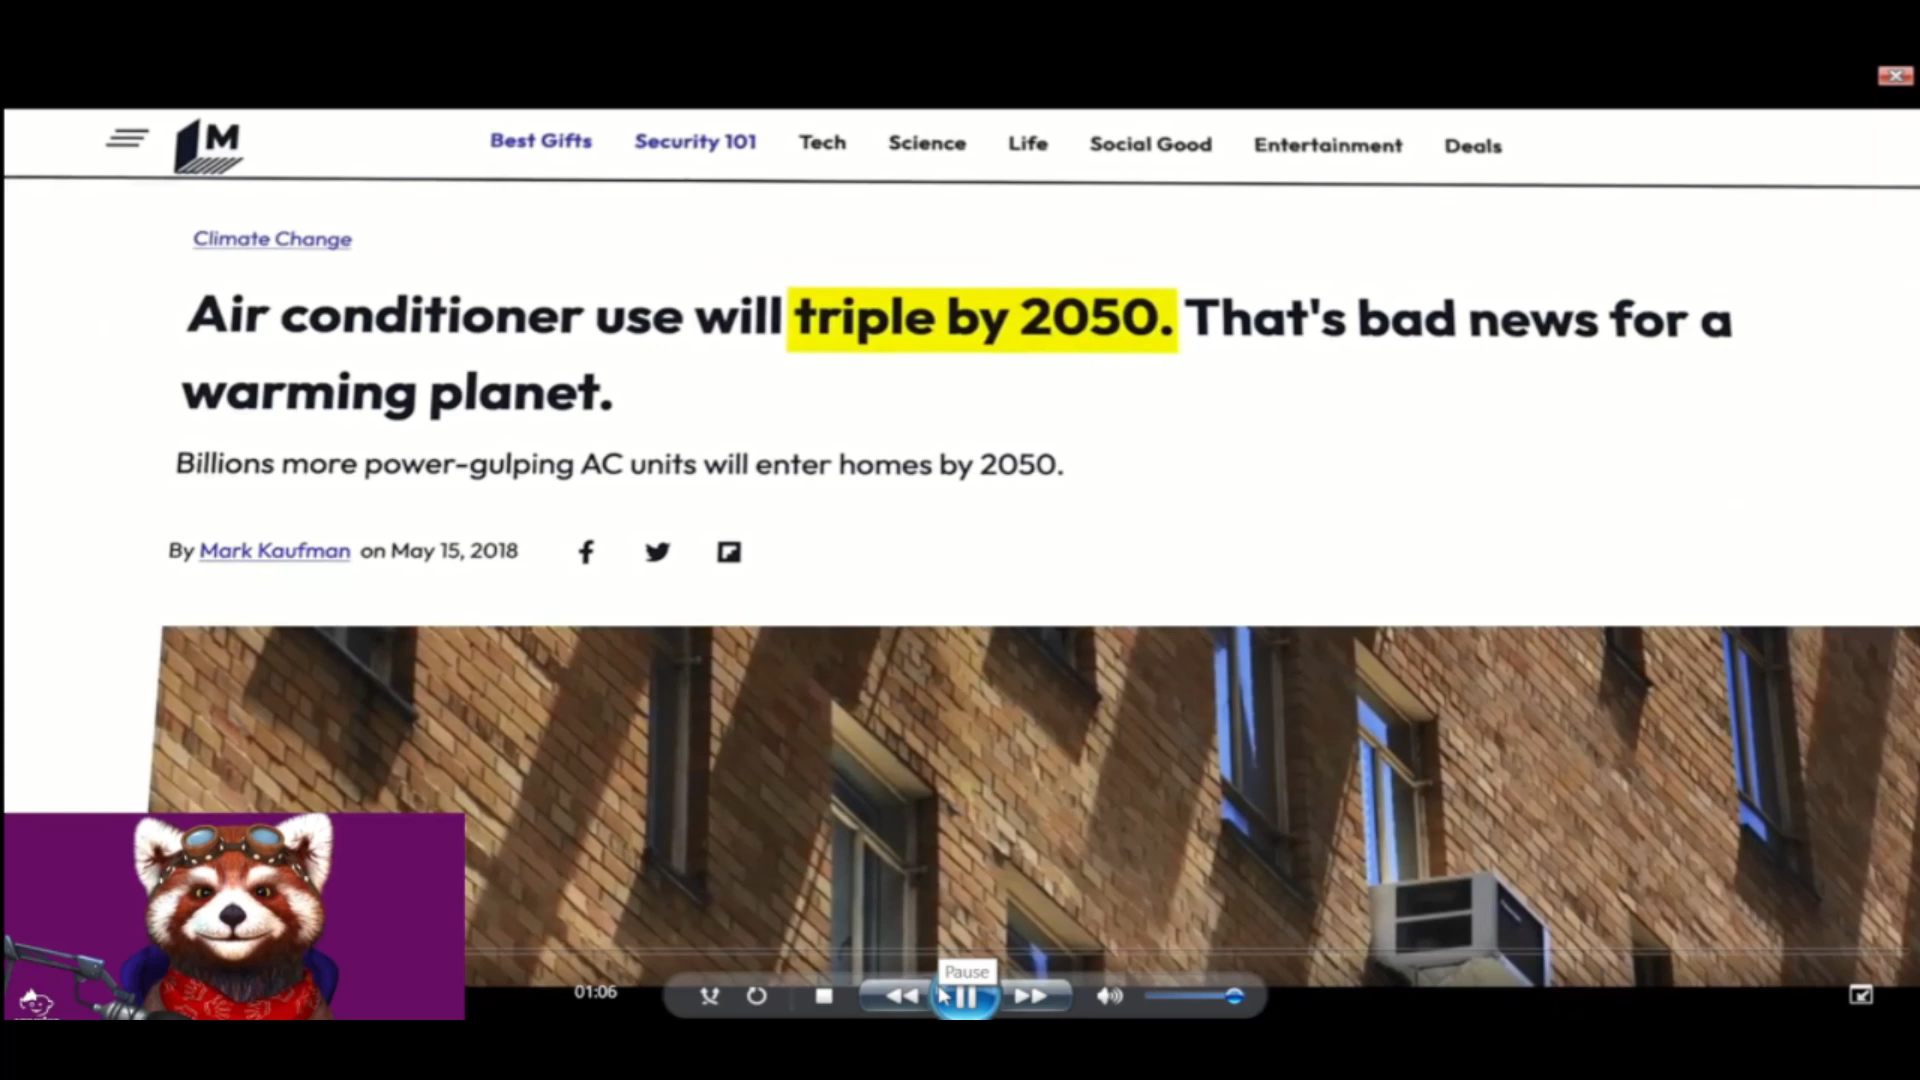 M
Best Gifts Security 101 Tech Science Life Social Good Entertainment Deals
Climate Change
Air conditioner use will triple by 2050. That's bad news for a
warming planet.
Billions more power-gulping AC units will enter homes by 2050.
By Mark Kaufman on May 15, 2018
Pause
01:06